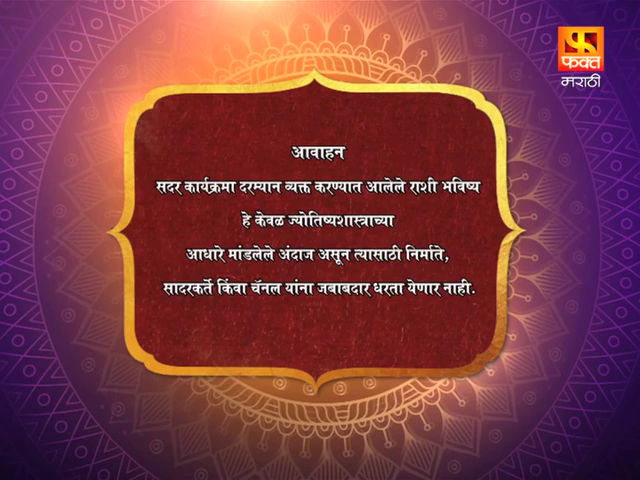 फक्त
मराठी
आवाहन
सदर कार्यक्रमा दरम्यान व्यक्त करण्यात आलेले राशी भविष्य
हे केवळ ज्योतिष्यशास्त्राच्या
आधारे मांडलेले अंदाज असून त्यासाठी निर्माते,
सादरकर्ते किंवा चॅनल यांना जबाबदार धरता येणार नाही.